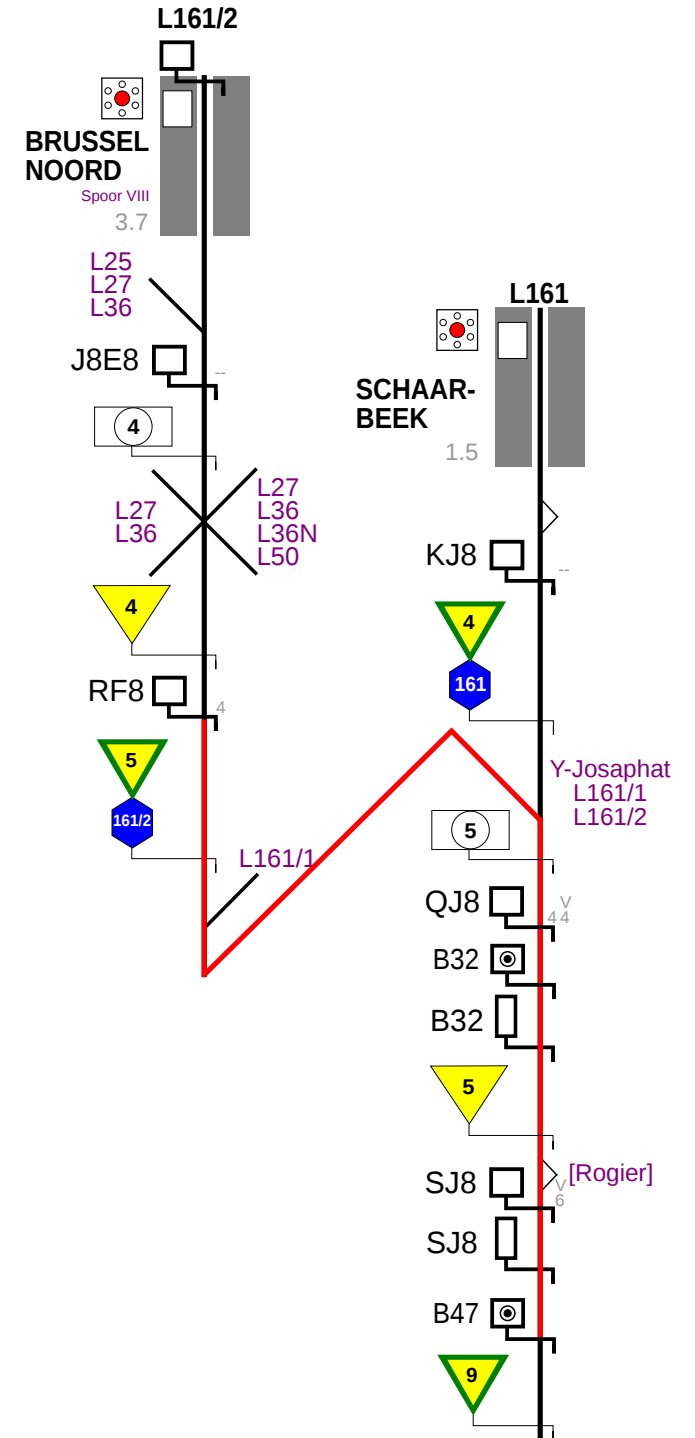 L161/2
BRUSSEL
NOORD
Spoor VIII
3.7
L25
L27
L36
J8E8
--
4
L27
L36
L27
L36
L36N
L50
4
RF8
4
5
161/2
L161/1
L161
SCHAAR-
BEEK
1.5
KJ8
--
4
161
Y-Josaphat
L161/1
L161/2
5
QJ8
V
4 4
B32
B32
5
[Rogier]
SJ8
V
6
SJ8
B47
9